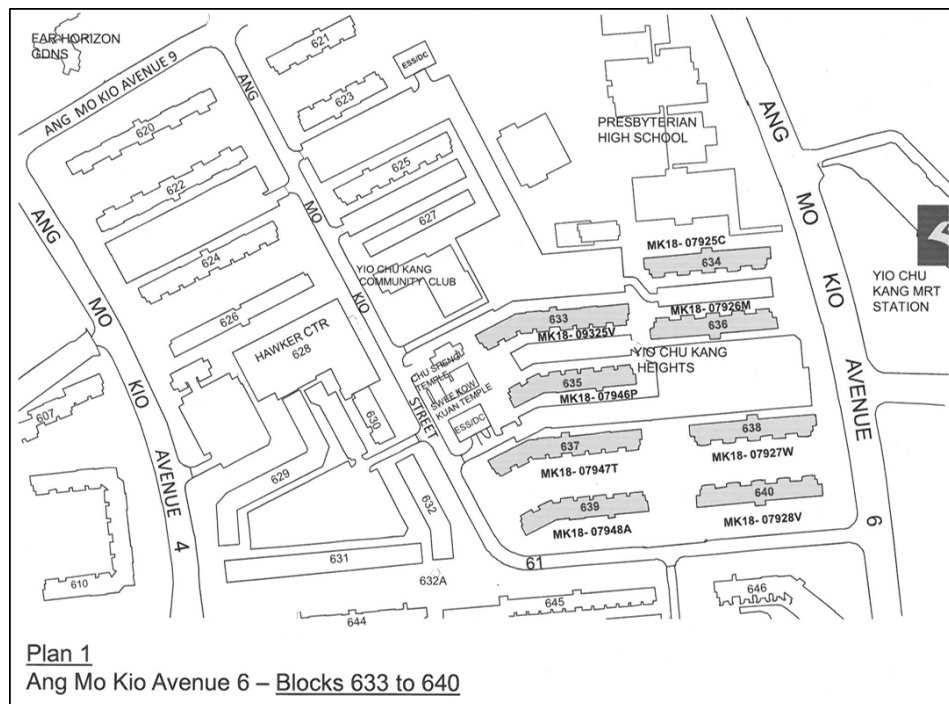 FAR HORIZON
GDNS
ANG MO KIO AVENUE 9
ANG
MO
KIO
STREET
61
621
ESS/DC
623
620
622
624
626
625
627
YIO CHU KANG
COMMUNITY CLUB
HAWKER CTR
628
630
629
631
632
632A
CHU SHENG
TEMPLE
SWEE KOW
KUAN TEMPLE
ESS/DC
PRESBYTERIAN
HIGH SCHOOL
MK18- 07925C
634
MK18- 07926M
636
633
MK18- 09325V
YIO CHU KANG
HEIGHTS
635
MK18- 07946P
637
MK18- 07947T
638
MK18- 07927W
639
MK18- 07948A
640
MK18- 07928V
ANG
MO
KIO
AVENUE
6
YIO CHU
KANG MRT
STATION
ANG
MO
KIO
AVENUE
4
607
610
644
645
646
Plan 1
Ang Mo Kio Avenue 6 – Blocks 633 to 640